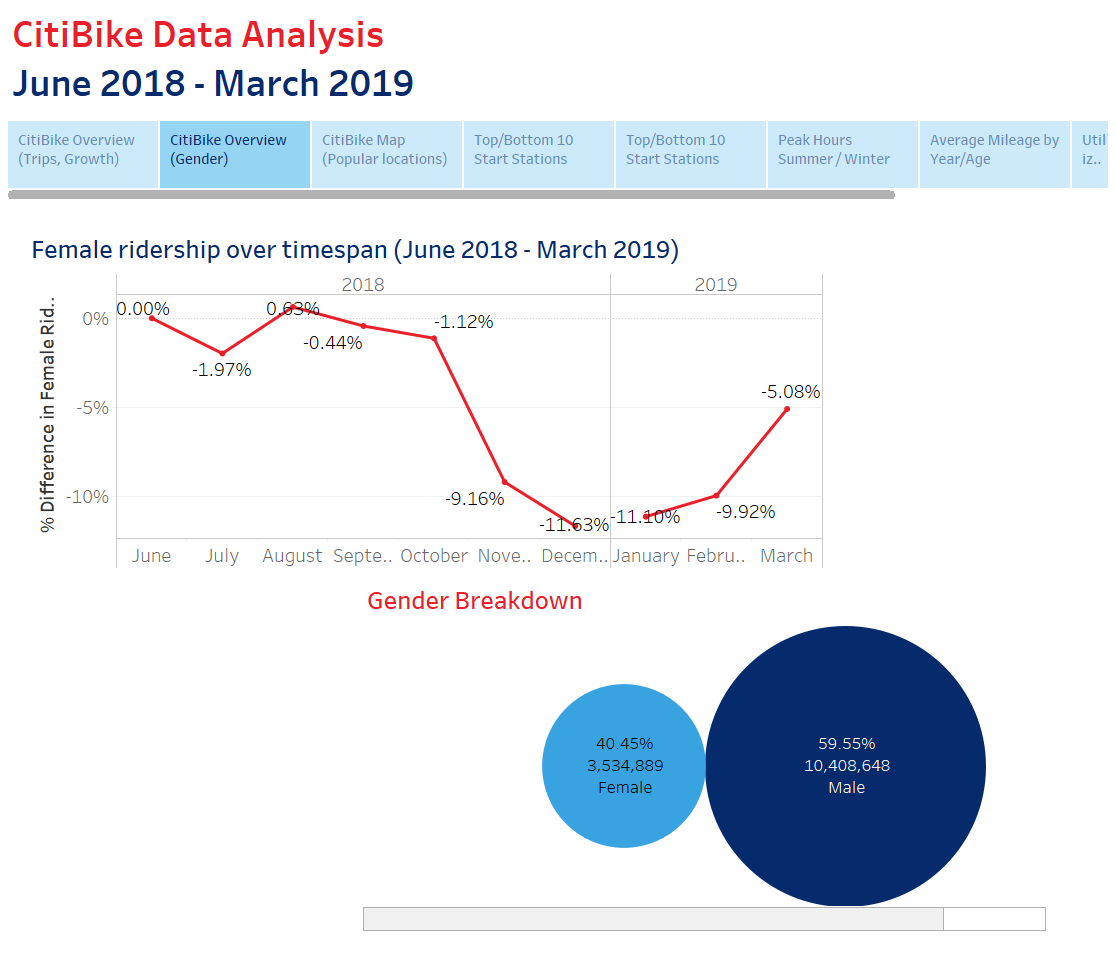 CitiBike Data Analysis
June 2018 - March 2019
CitiBike Overview (Trips, Growth)
CitiBike Overview (Gender)
CitiBike Map (Popular locations)
Top/Bottom 10 Start Stations
Top/Bottom 10 Start Stations
Peak Hours Summer / Winter
Average Mileage by Year/Age
Util iz..
Female ridership over timespan (June 2018 - March 2019)
2018 2019
% Difference in Female Rid..
0%
-5%
-10%
0.00%
-1.97%
0.63%
-0.44%
-1.12%
-9.16%
-11.63%
-11.10%
-9.92%
-5.08%
June July August Septe.. October Nove.. Decem.. January Febru.. March
Gender Breakdown
40.45%
3,534,889
Female
59.55%
10,408,648
Male